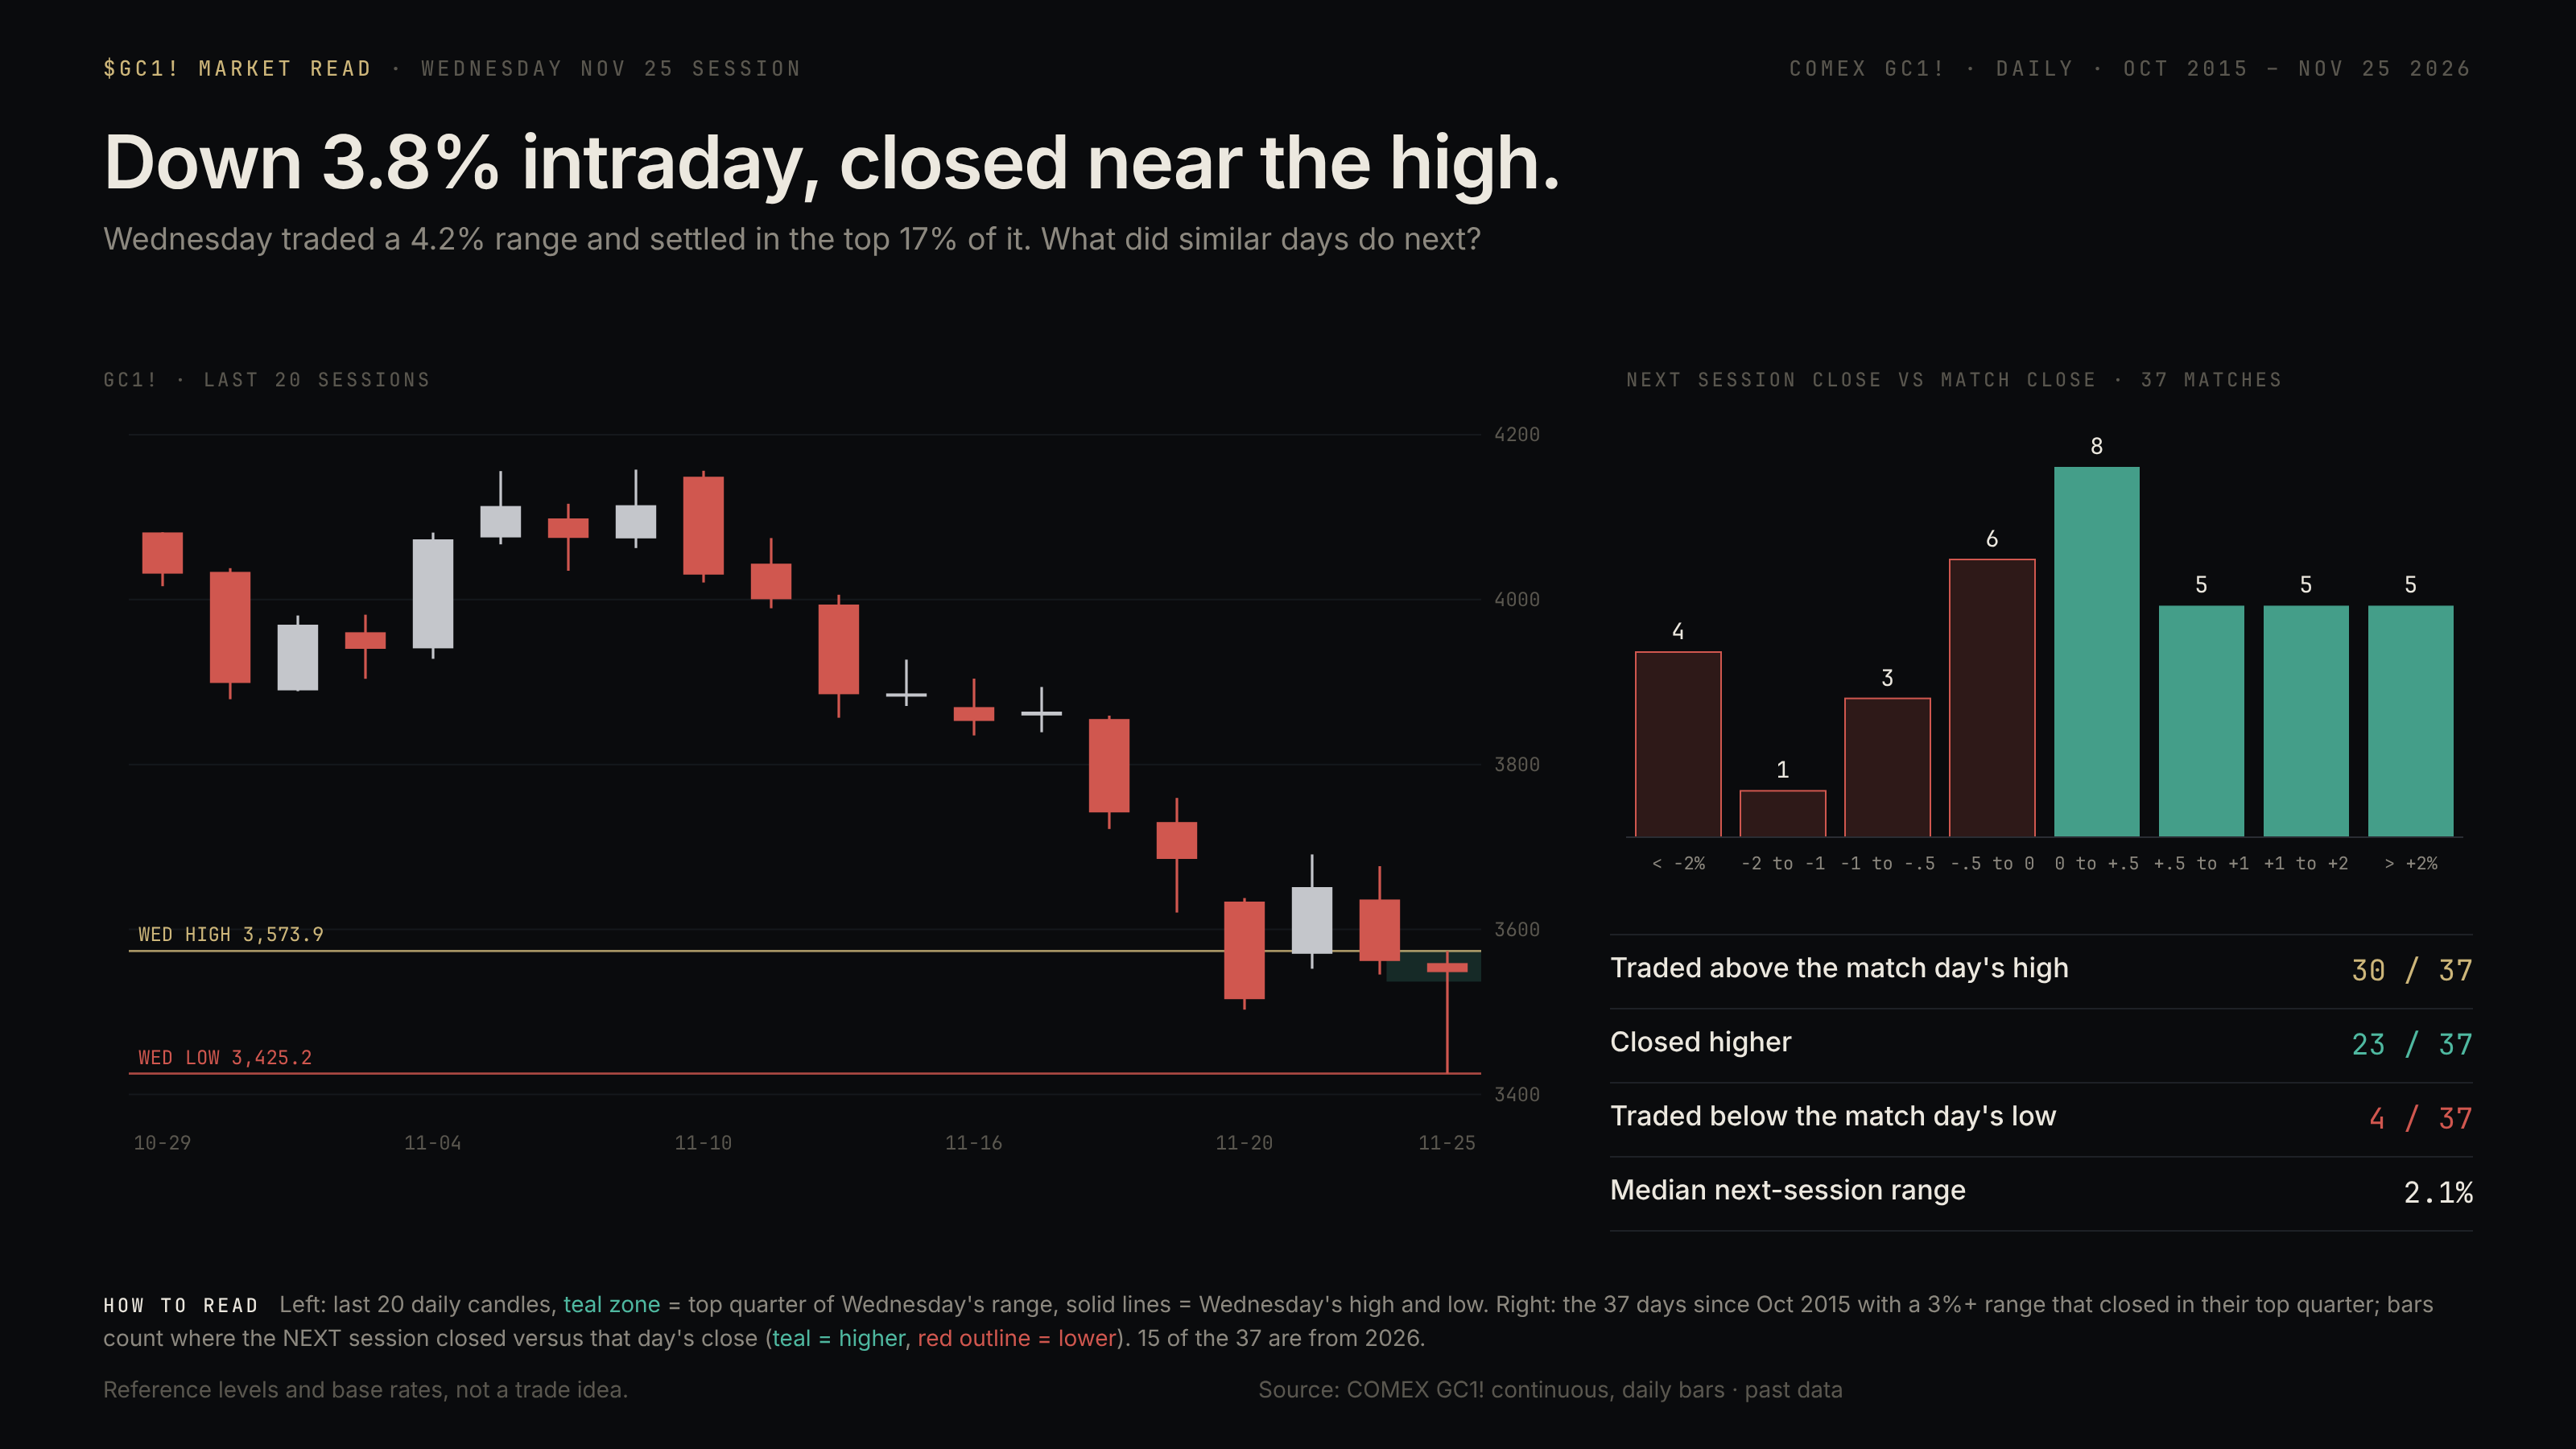 $GC1! MARKET READ · WEDNESDAY NOV 25 SESSION
COMEX GC1! · DAILY · OCT 2015 – NOV 25 2026
Down 3.8% intraday, closed near the high.
Wednesday traded a 4.2% range and settled in the top 17% of it. What did similar days do next?
GC1! · LAST 20 SESSIONS
4200
4000
3800
3600
3400
WED HIGH 3,573.9
WED LOW 3,425.2
10-29 11-04 11-10 11-16 11-20 11-25
NEXT SESSION CLOSE VS MATCH CLOSE · 37 MATCHES
4 1 3 6 8 5 5 5
< -2% -2 to -1 -1 to -.5 -.5 to 0 0 to +.5 +.5 to +1 +1 to +2 > +2%
Traded above the match day's high 30 / 37
Closed higher 23 / 37
Traded below the match day's low 4 / 37
Median next-session range 2.1%
HOW TO READ Left: last 20 daily candles, teal zone = top quarter of Wednesday's range, solid lines = Wednesday's high and low. Right: the 37 days since Oct 2015 with a 3%+ range that closed in their top quarter; bars
count where the NEXT session closed versus that day's close (teal = higher, red outline = lower). 15 of the 37 are from 2026.
Reference levels and base rates, not a trade idea.
Source: COMEX GC1! continuous, daily bars · past data